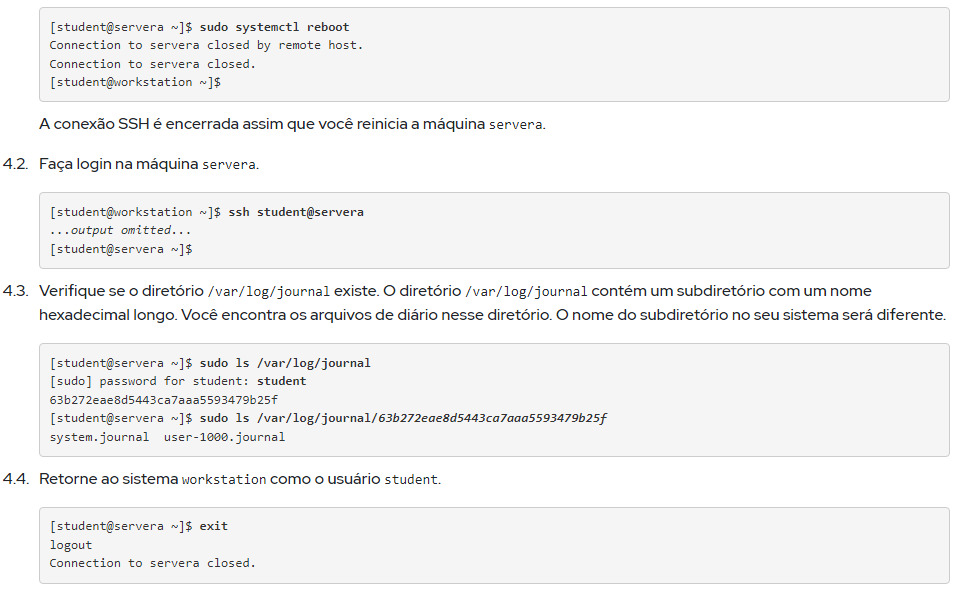 [student@servera ~]$ sudo systemctl reboot
Connection to servera closed by remote host.
Connection to servera closed.
[student@workstation ~]$
A conexão SSH é encerrada assim que você reinicia a máquina servera.
4.2. Faça login na máquina servera.
[student@workstation ~]$ ssh student@servera
...output omitted...
[student@servera ~]$
4.3. Verifique se o diretório /var/log/journal existe. O diretório /var/log/journal contém um subdiretório com um nome
hexadecimal longo. Você encontra os arquivos de diário nesse diretório. O nome do subdiretório no seu sistema será diferente.
[student@servera ~]$ sudo ls /var/log/journal
[sudo] password for student: student
63b272eae8d5443ca7aaa5593479b25f
[student@servera ~]$ sudo ls /var/log/journal/63b272eae8d5443ca7aaa5593479b25f
system.journal  user-1000.journal
4.4. Retorne ao sistema workstation como o usuário student.
[student@servera ~]$ exit
logout
Connection to servera closed.